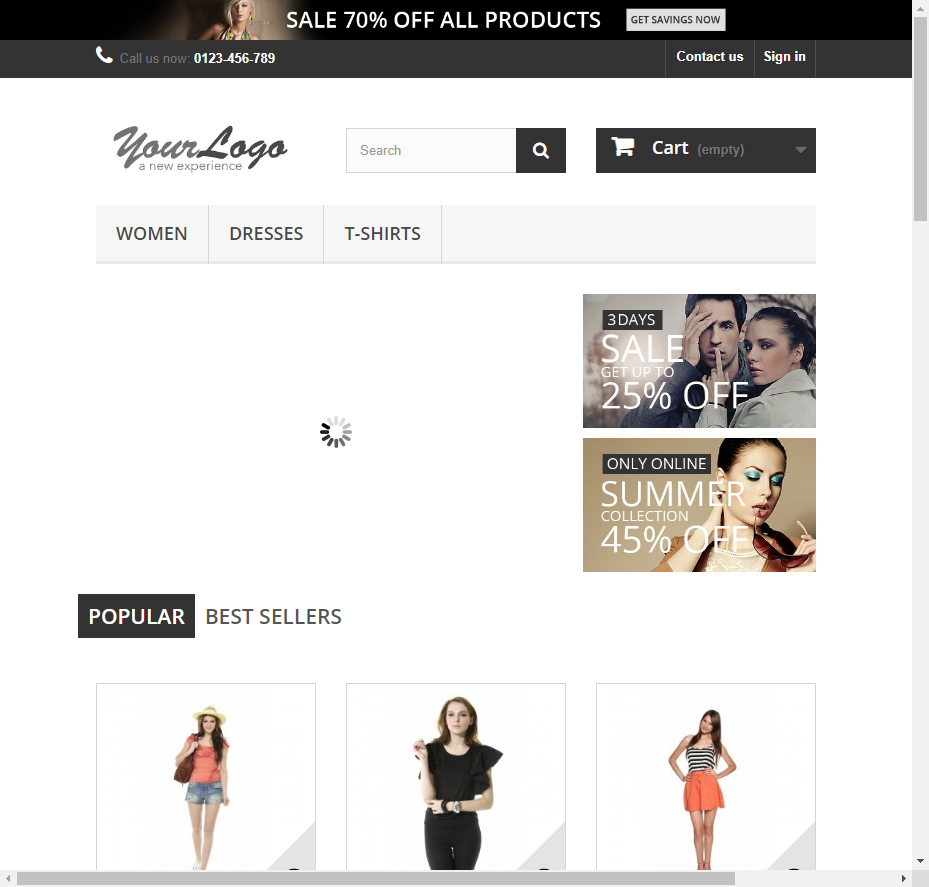 SALE 70% OFF ALL PRODUCTS
GET SAVINGS NOW
Call us now: 0123-456-789
Contact us
Sign in
YourLogo
a new experience
Search
Cart (empty)
WOMEN
DRESSES
T-SHIRTS
3 DAYS
SALE
GET UP TO
25% OFF
ONLY ONLINE
SUMMER
COLLECTION
45% OFF
POPULAR
BEST SELLERS